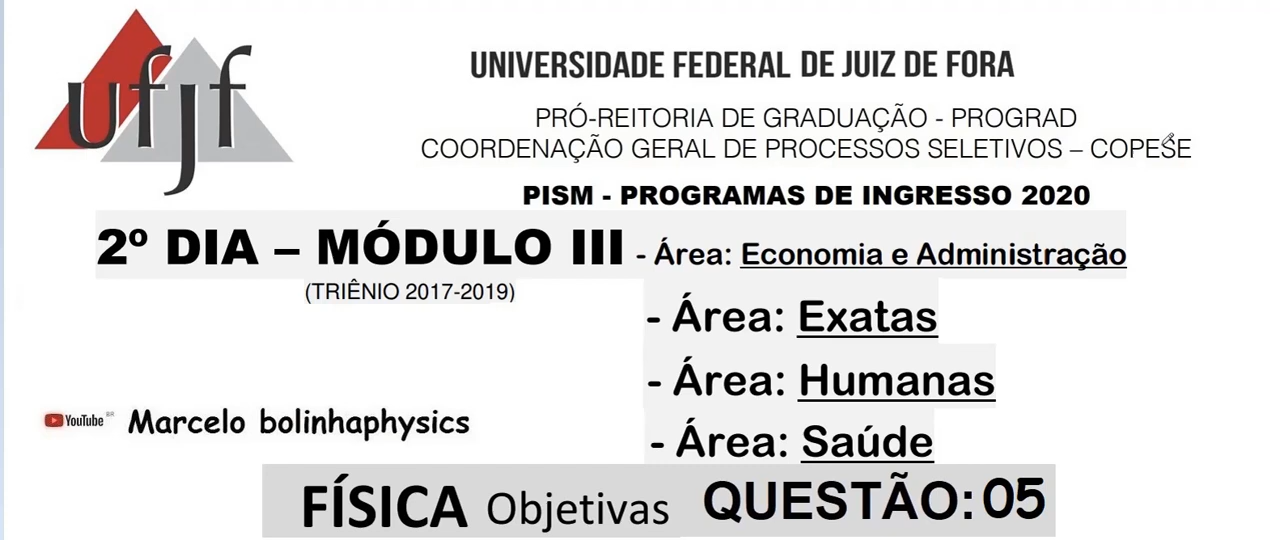 ufjf
UNIVERSIDADE FEDERAL DE JUIZ DE FORA
PRÓ-REITORIA DE GRADUAÇÃO - PROGRAD
COORDENAÇÃO GERAL DE PROCESSOS SELETIVOS – COPESE
PISM - PROGRAMAS DE INGRESSO 2020
2º DIA – MÓDULO III - Área: Economia e Administração
(TRIÊNIO 2017-2019)
- Área: Exatas
- Área: Humanas
YouTube BR Marcelo bolinhaphysics
- Área: Saúde
FÍSICA Objetivas QUESTÃO: 05